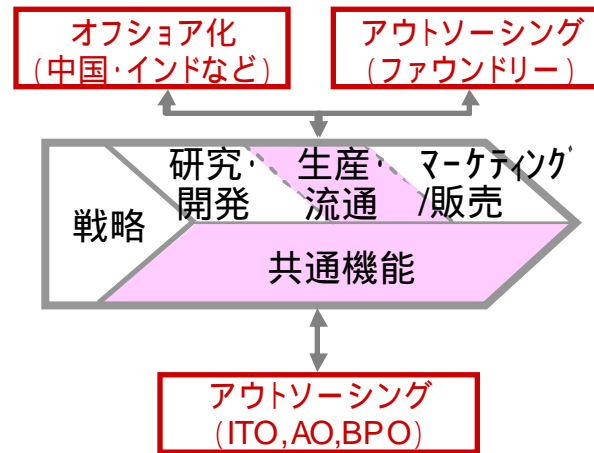 オフショア化
(中国・インドなど)
アウトソーシング
(ファウンドリー)
研究・
開発
生産・
流通
マーケティング
/販売
戦略
共通機能
アウトソーシング
(ITO,AO,BPO)